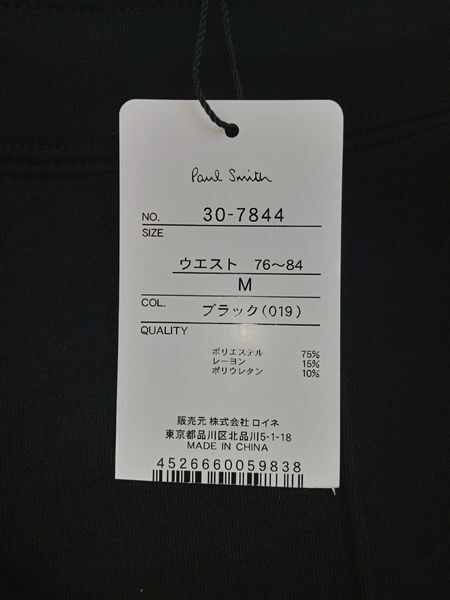 Paul Smith
NO. 30-7844
SIZE
ウエスト 76〜84
M
COL. ブラック(019)
QUALITY
ポリエステル 75%
レーヨン 15%
ポリウレタン 10%
販売元 株式会社 ロイネ
東京都品川区北品川5-1-18
MADE IN CHINA
4526660059838